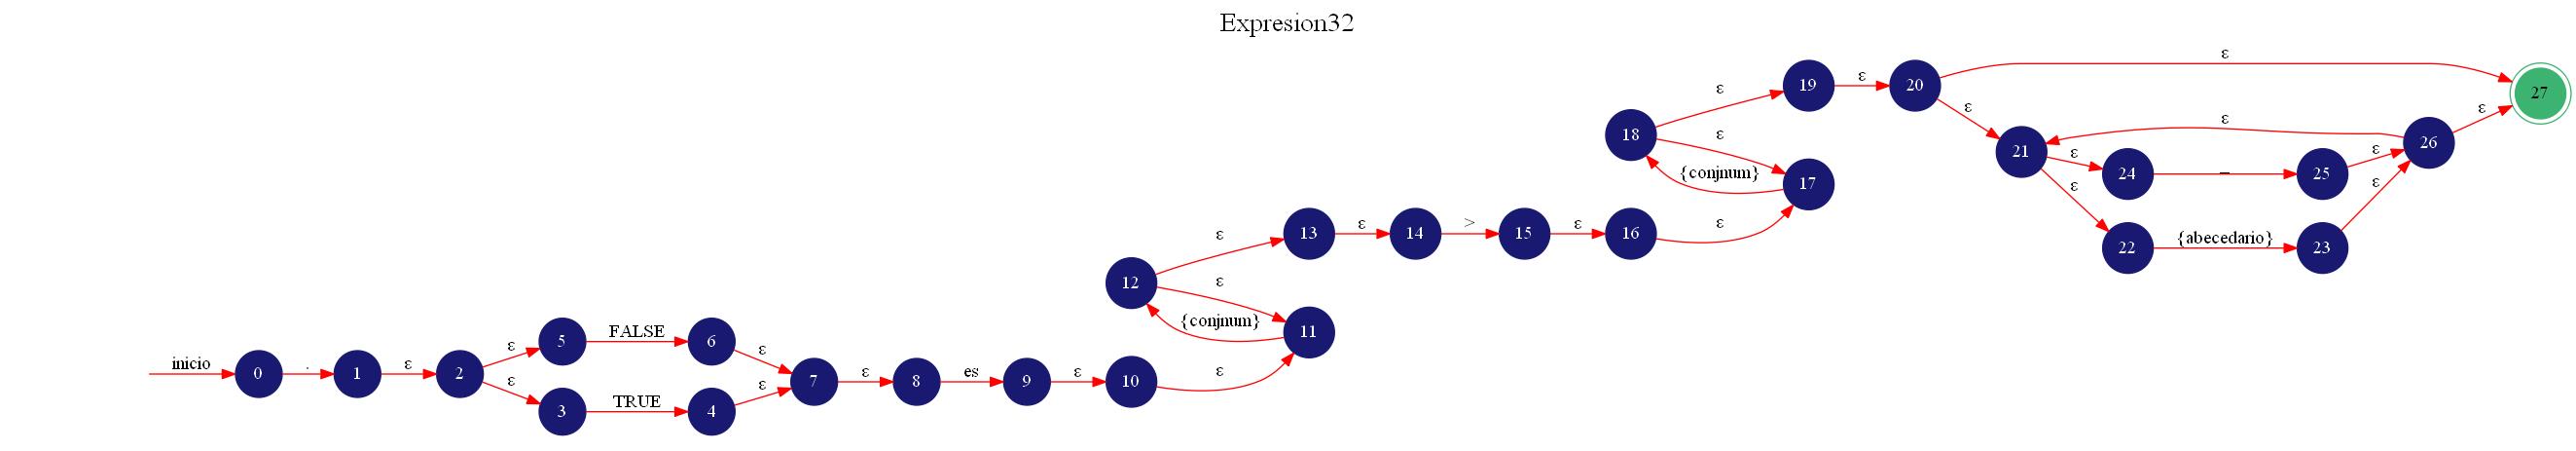 Expresion32
inicio
0
.
1
ε
2
ε
5
FALSE
6
ε
ε
3
TRUE
4
ε
7
ε
8
es
9
ε
10
ε
11
{conjnum}
12
ε
ε
13
ε
14
>
15
ε
16
ε
17
{conjnum}
18
ε
ε
19
ε
20
ε
ε
21
ε
24
_
25
ε
ε
22
{abecedario}
23
ε
26
ε
ε
27